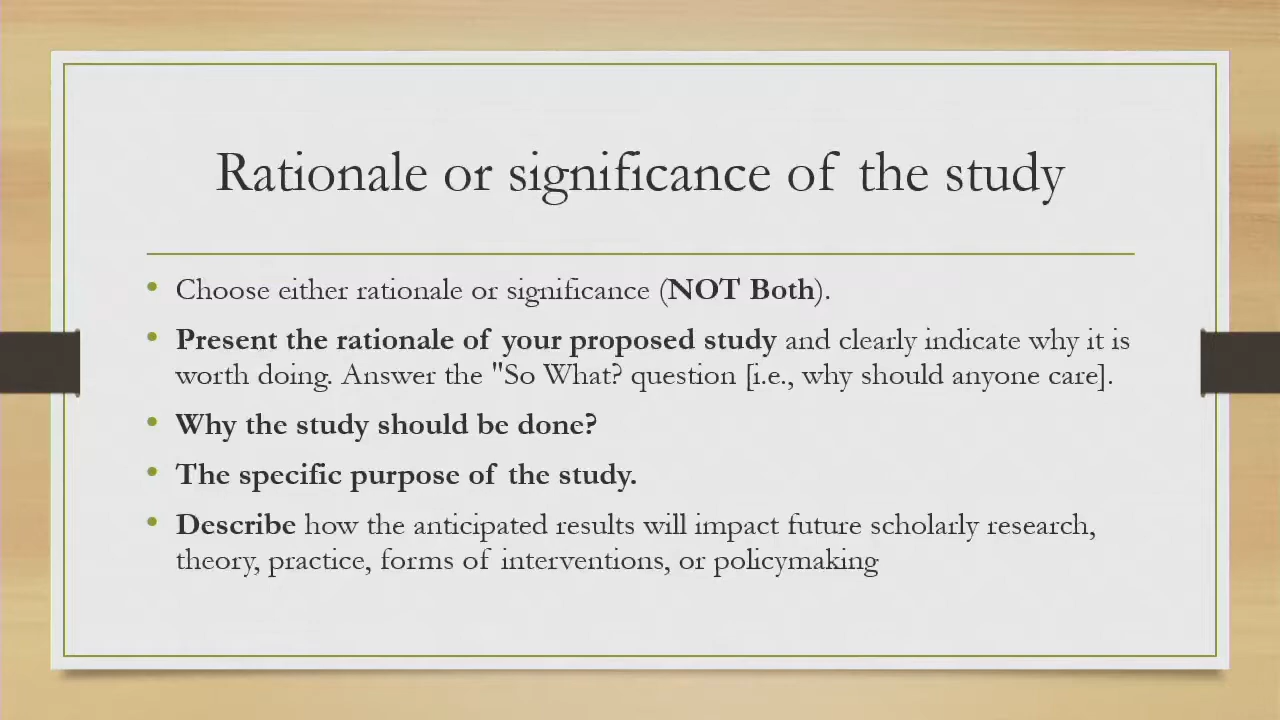 Rationale or significance of the study
• Choose either rationale or significance (NOT Both).
• Present the rationale of your proposed study and clearly indicate why it is
worth doing. Answer the "So What? question [i.e., why should anyone care].
• Why the study should be done?
• The specific purpose of the study.
• Describe how the anticipated results will impact future scholarly research,
theory, practice, forms of interventions, or policymaking